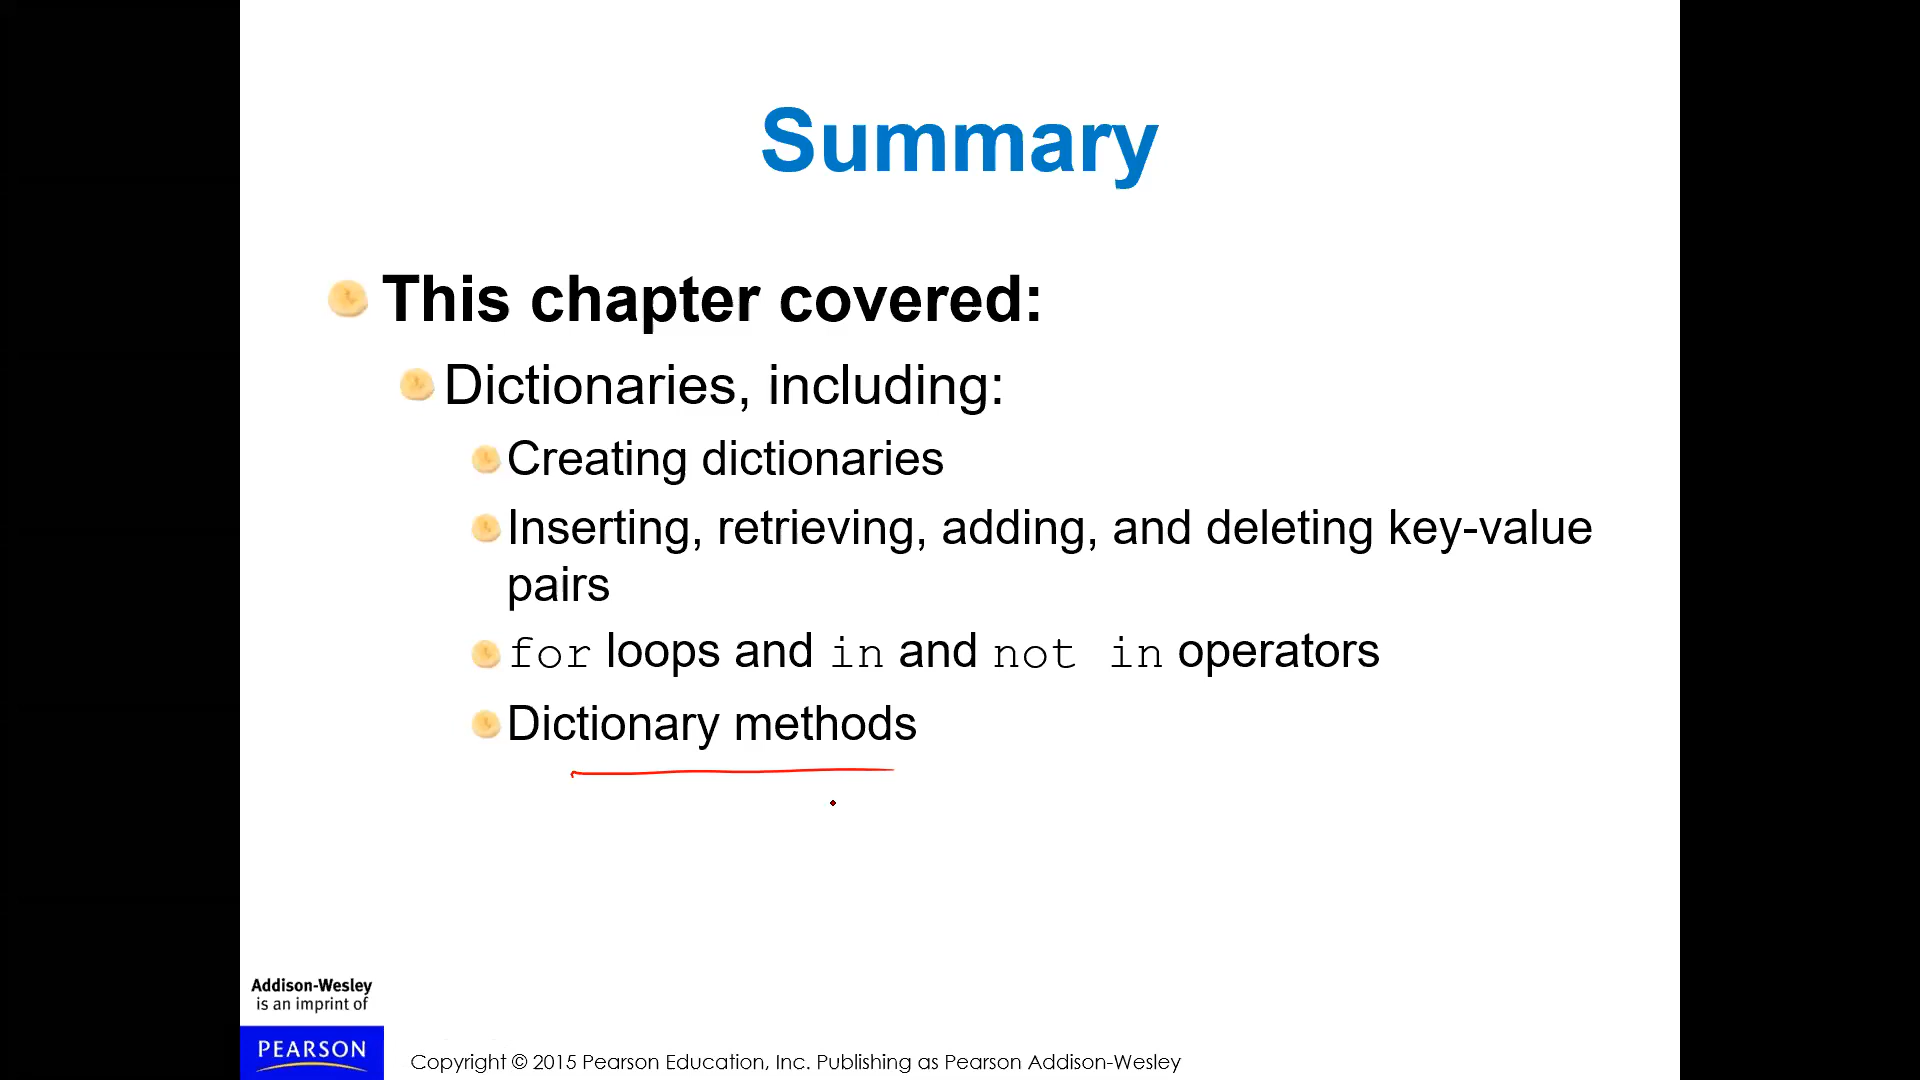 Summary
This chapter covered:
Dictionaries, including:
Creating dictionaries
Inserting, retrieving, adding, and deleting key-value
pairs
for loops and in and not in operators
Dictionary methods
Addison-Wesley
is an imprint of
PEARSON
Copyright © 2015 Pearson Education, Inc. Publishing as Pearson Addison-Wesley